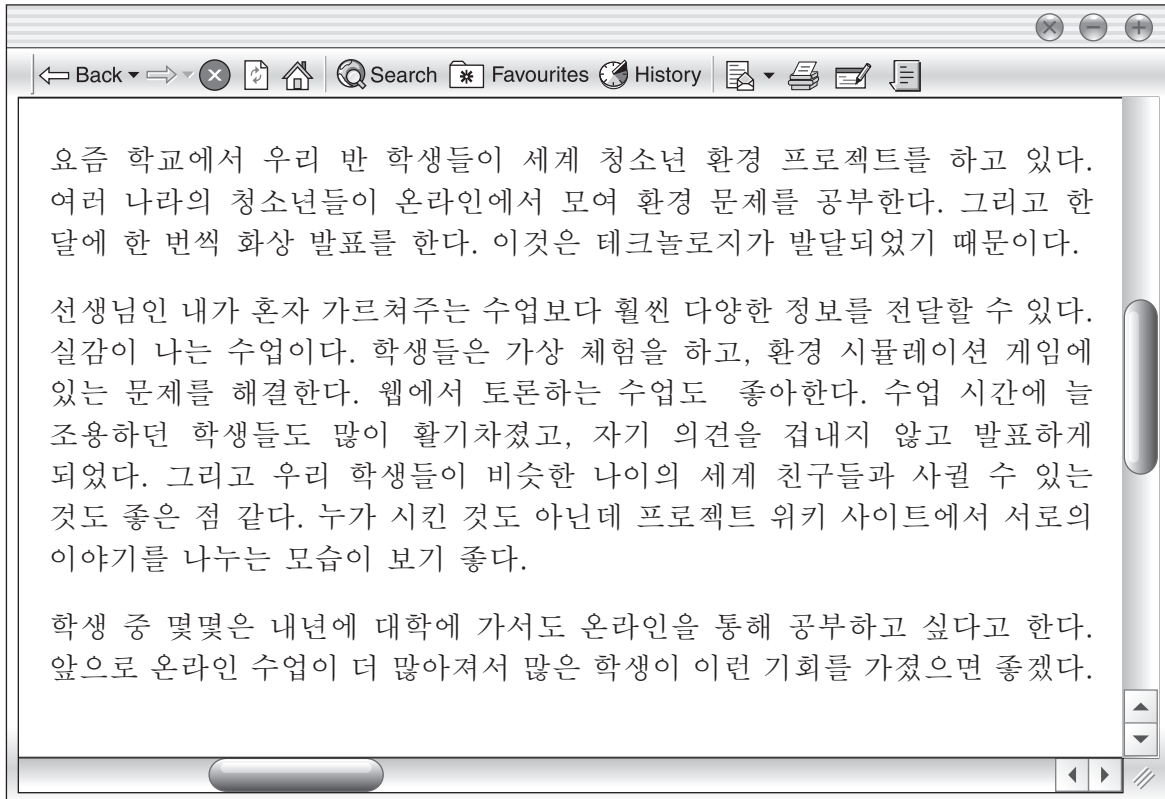 Back Search Favourites History
요즘 학교에서 우리 반 학생들이 세계 청소년 환경 프로젝트를 하고 있다.
여러 나라의 청소년들이 온라인에서 모여 환경 문제를 공부한다. 그리고 한
달에 한 번씩 화상 발표를 한다. 이것은 테크놀로지가 발달되었기 때문이다.
선생님인 내가 혼자 가르쳐주는 수업보다 훨씬 다양한 정보를 전달할 수 있다.
실감이 나는 수업이다. 학생들은 가상 체험을 하고, 환경 시뮬레이션 게임에
있는 문제를 해결한다. 웹에서 토론하는 수업도 좋아한다. 수업 시간에 늘
조용하던 학생들도 많이 활기차졌고, 자기 의견을 겁내지 않고 발표하게
되었다. 그리고 우리 학생들이 비슷한 나이의 세계 친구들과 사귈 수 있는
것도 좋은 점 같다. 누가 시킨 것도 아닌데 프로젝트 위키 사이트에서 서로의
이야기를 나누는 모습이 보기 좋다.
학생 중 몇몇은 내년에 대학에 가서도 온라인을 통해 공부하고 싶다고 한다.
앞으로 온라인 수업이 더 많아져서 많은 학생이 이런 기회를 가졌으면 좋겠다.